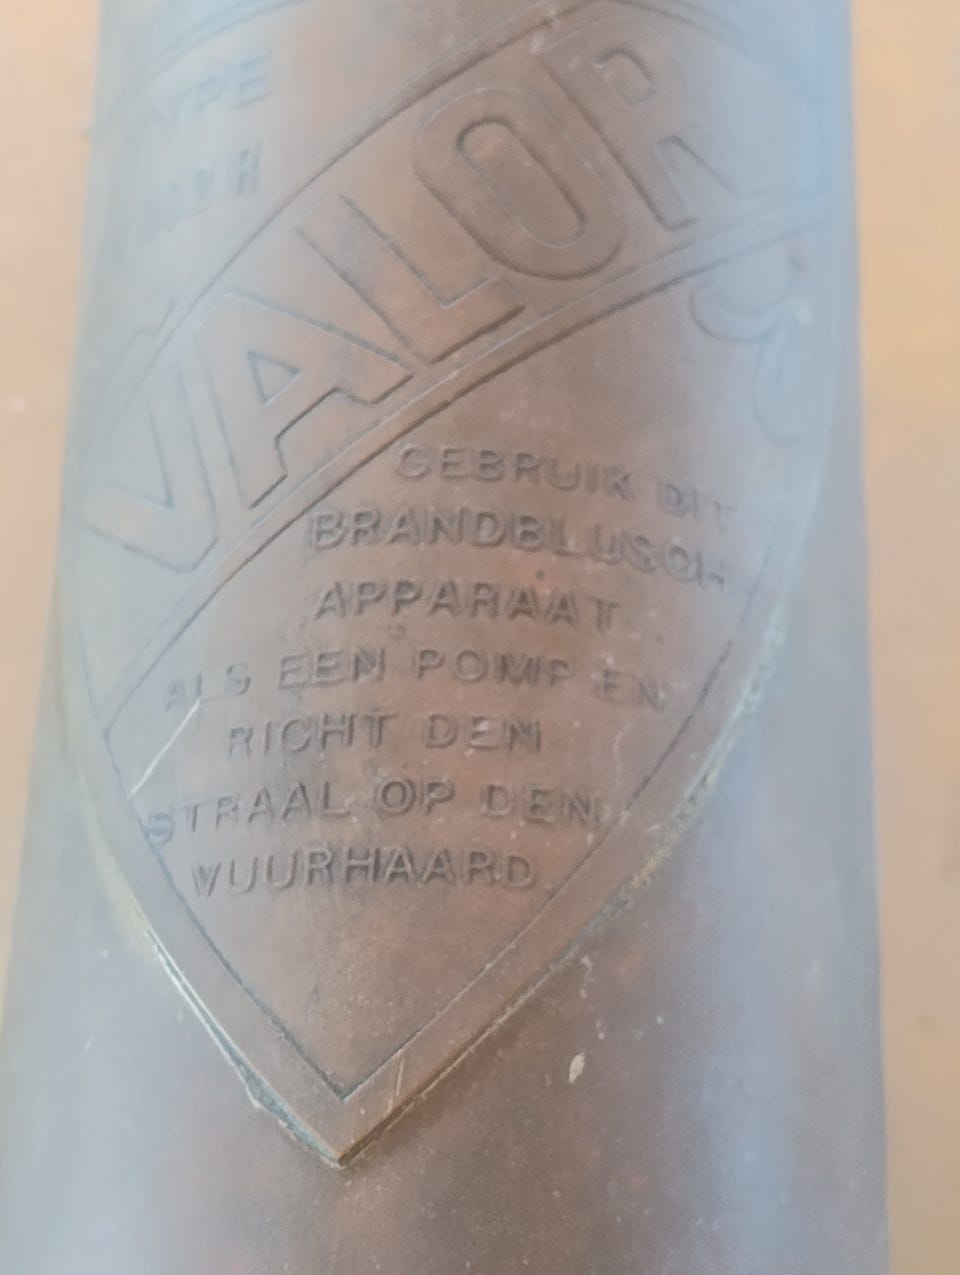 VALOR
GEBRUIK DIT
BRANDBLUSCH
APPARAAT
ALS EEN POMP EN
RICHT DEN
STRAAL OP DEN
VUURHAARD